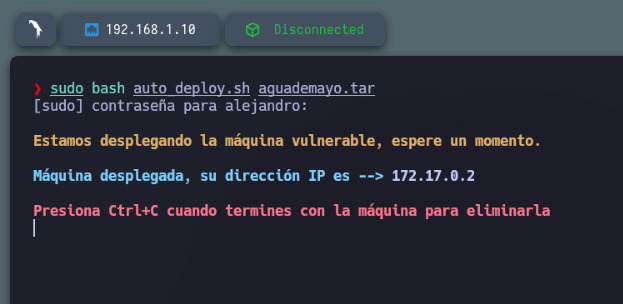 192.168.1.10
Disconnected
❯ sudo bash auto_deploy.sh aguademayo.tar
[sudo] contraseña para alejandro:
Estamos desplegando la máquina vulnerable, espere un momento.
Máquina desplegada, su dirección IP es --> 172.17.0.2
Presiona Ctrl+C cuando termines con la máquina para eliminarla